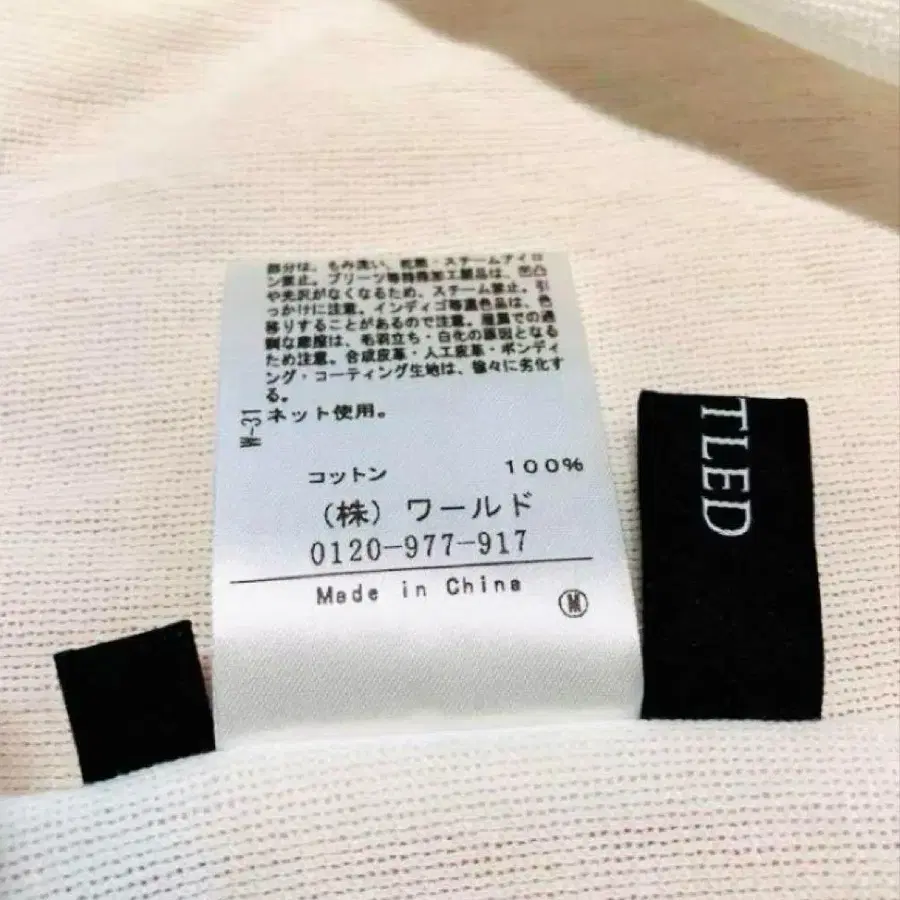 部分は、もみ洗い、乾燥・スチームアイロ
ン禁止。プリーツ等特殊加工製品は、凹凸
や光沢がなくなるため、スチーム禁止。引
っかけに注意。インディゴ等濃色品は、色
移りすることがあるので注意。着用での過
剰な摩擦は、毛羽立ち・白化の原因となる
ため注意。合成皮革・人工皮革・ボンディ
ング・コーティング生地は、徐々に劣化す
る。
W-31
ネット使用。
コットン 100%
(株)ワールド
0120-977-917
Made in China
M
TLED